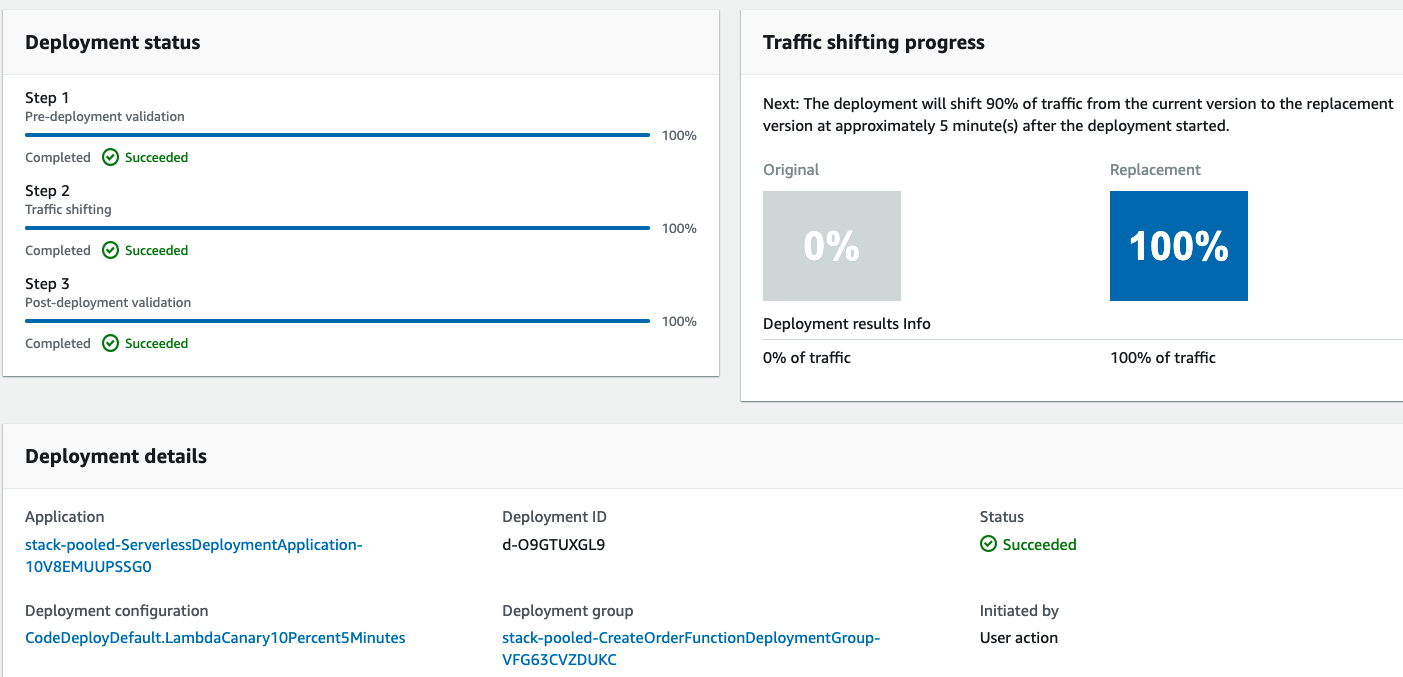 Deployment status
Step 1
Pre-deployment validation
100%
Completed Succeeded
Step 2
Traffic shifting
100%
Completed Succeeded
Step 3
Post-deployment validation
100%
Completed Succeeded
Traffic shifting progress
Next: The deployment will shift 90% of traffic from the current version to the replacement
version at approximately 5 minute(s) after the deployment started.
Original Replacement
0% 100%
Deployment results Info
0% of traffic 100% of traffic
Deployment details
Application
stack-pooled-ServerlessDeploymentApplication-
10V8EMUUPSSG0
Deployment ID
d-O9GTUXGL9
Status
Succeeded
Deployment configuration
CodeDeployDefault.LambdaCanary10Percent5Minutes
Deployment group
stack-pooled-CreateOrderFunctionDeploymentGroup-
VFG63CVZDUKC
Initiated by
User action